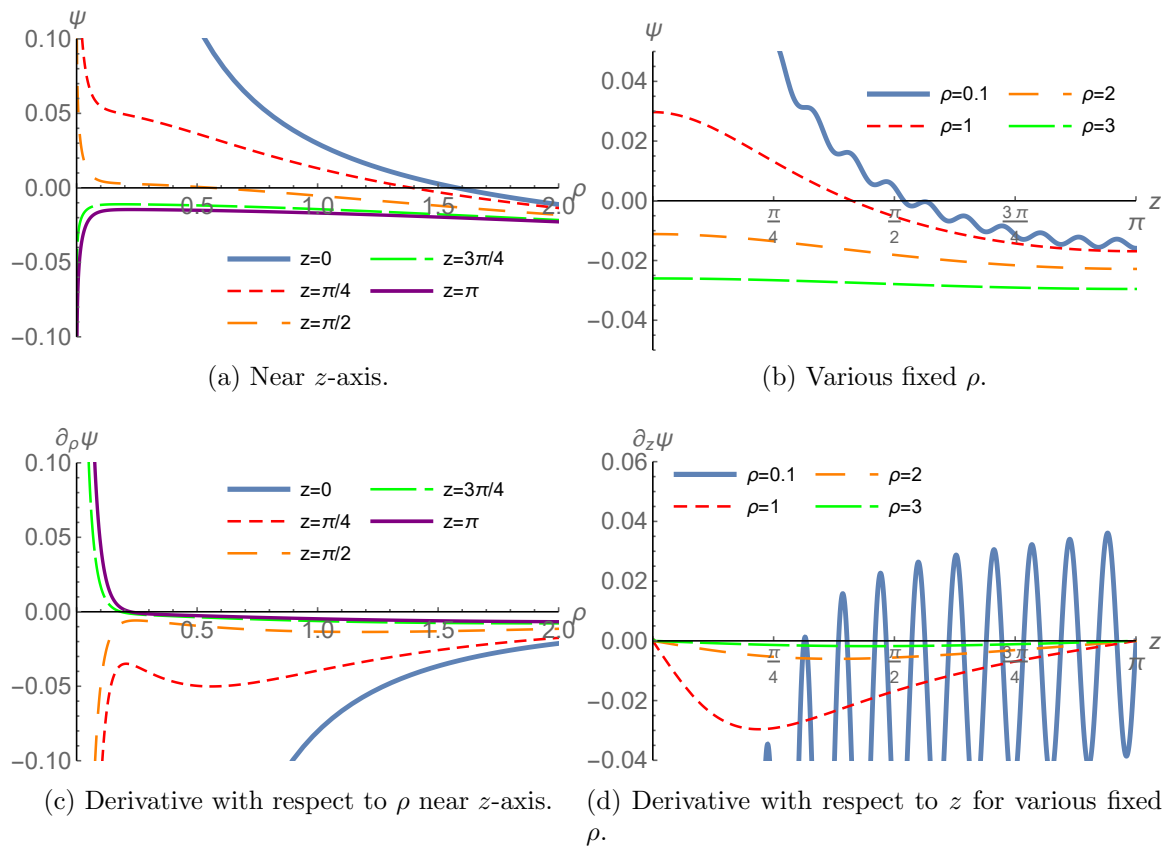 ψ
0.10
0.05
0.00
−0.05
−0.10
0.5
1.0
1.5
2.0
ρ
z=0
z=π/4
z=π/2
z=3π/4
z=π
(a) Near z-axis.
ψ
0.04
0.02
0.00
−0.02
−0.04
π/4
π/2
3π/4
π
z
ρ=0.1
ρ=1
ρ=2
ρ=3
(b) Various fixed ρ.
∂ρψ
0.10
0.05
0.00
−0.05
−0.10
0.5
1.0
1.5
2.0
ρ
z=0
z=π/4
z=π/2
z=3π/4
z=π
(c) Derivative with respect to ρ near z-axis.
∂zψ
0.06
0.04
0.02
0.00
−0.02
−0.04
π/4
π/2
3π/4
π
z
ρ=0.1
ρ=1
ρ=2
ρ=3
(d) Derivative with respect to z for various fixed
ρ.